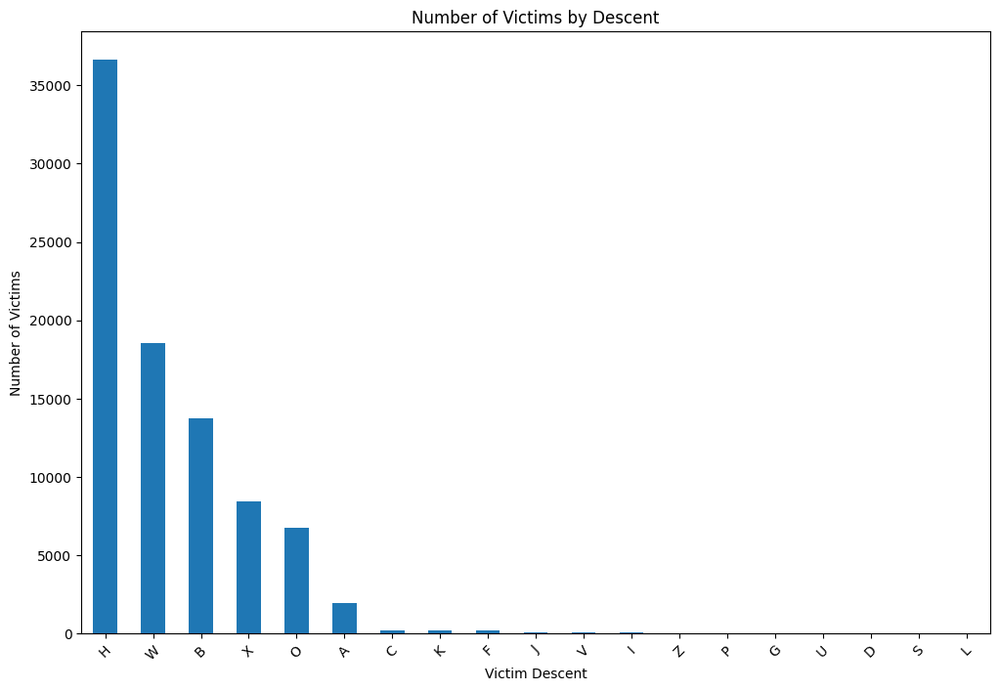 Number of Victims by Descent
Number of Victims
35000
30000
25000
20000
15000
10000
5000
0
H W B X O A C K F J V I Z P G U D S L
Victim Descent